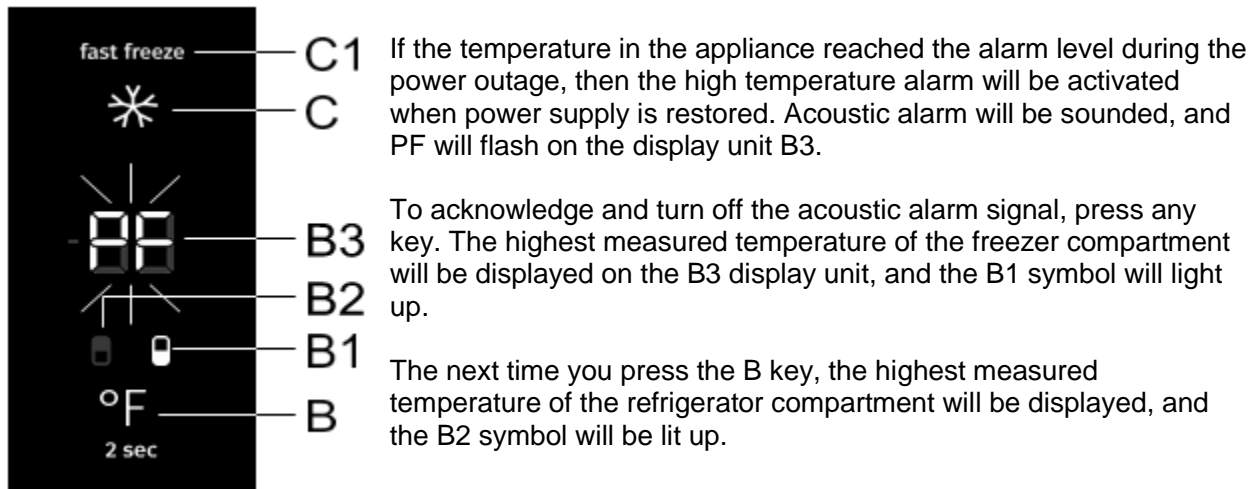 fast freeze
C1
C
-PF
B3
B2
B1
°F
B
2 sec
If the temperature in the appliance reached the alarm level during the
power outage, then the high temperature alarm will be activated
when power supply is restored. Acoustic alarm will be sounded, and
PF will flash on the display unit B3.
To acknowledge and turn off the acoustic alarm signal, press any
key. The highest measured temperature of the freezer compartment
will be displayed on the B3 display unit, and the B1 symbol will light
up.
The next time you press the B key, the highest measured
temperature of the refrigerator compartment will be displayed, and
the B2 symbol will be lit up.